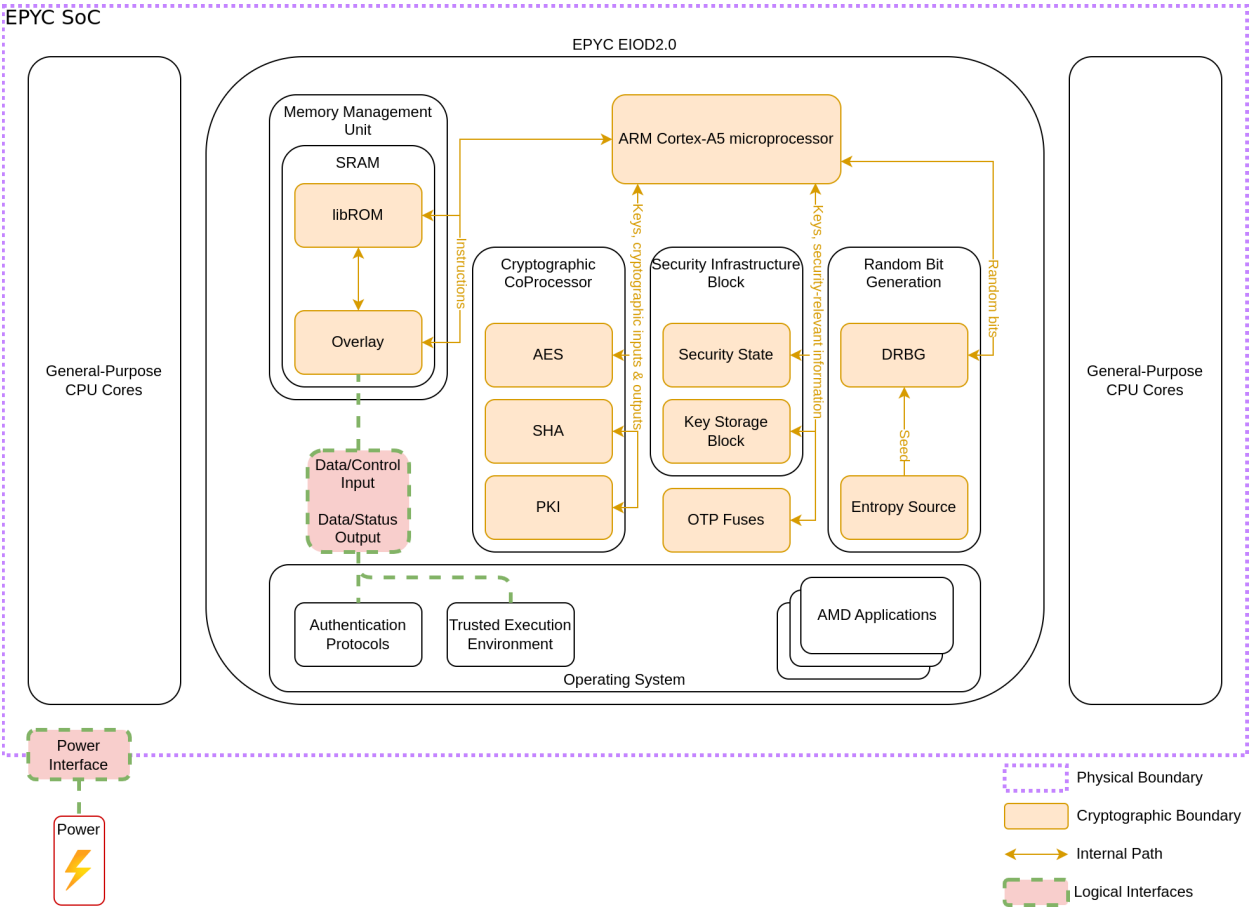 EPYC SoC
EPYC EIOD2.0
General-Purpose
CPU Cores
Memory Management
Unit
SRAM
libROM
Overlay
Instructions
ARM Cortex-A5 microprocessor
Keys, cryptographic inputs & outputs
Keys, security-relevant information
Random bits
Cryptographic
CoProcessor
AES
SHA
PKI
Security Infrastructure
Block
Security State
Key Storage
Block
OTP Fuses
Random Bit
Generation
DRBG
Seed
Entropy Source
General-Purpose
CPU Cores
Data/Control
Input
Data/Status
Output
Authentication
Protocols
Trusted Execution
Environment
AMD Applications
Operating System
Power
Interface
Power
Physical Boundary
Cryptographic Boundary
Internal Path
Logical Interfaces